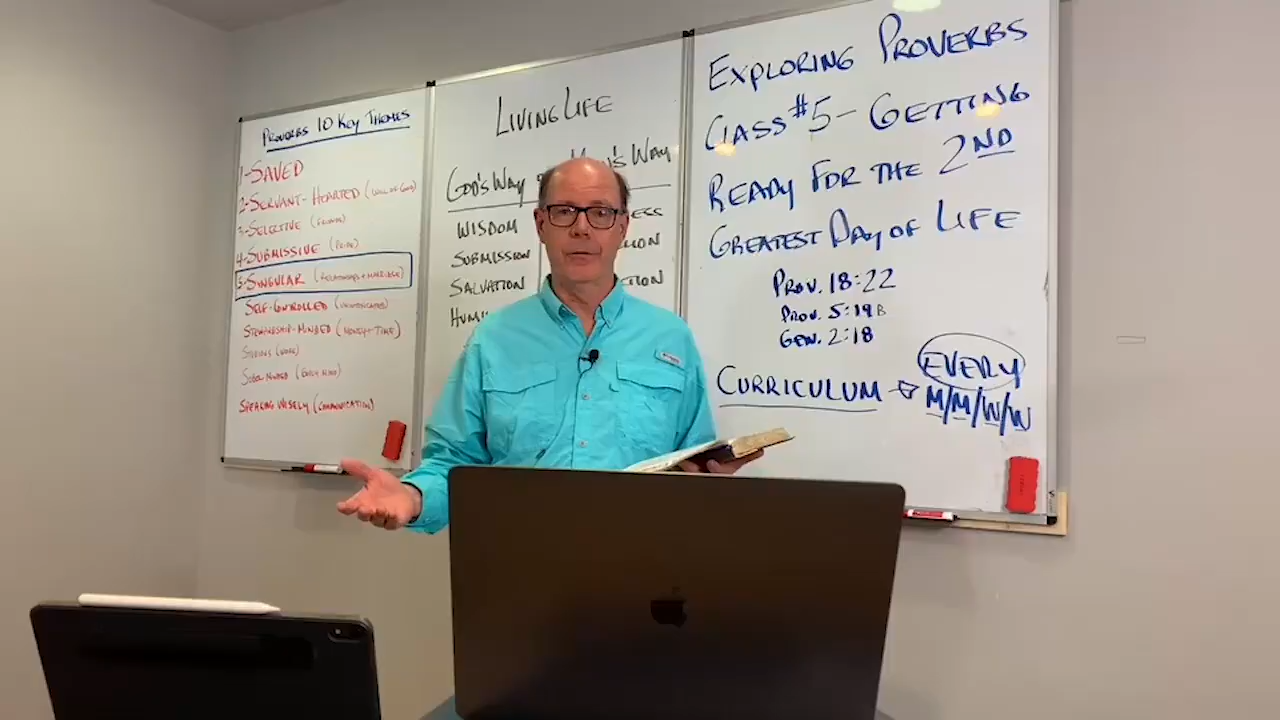 PROVERBS 10 KEY THEMES
1-SAVED
2-SERVANT-HEARTED (WILL OF GOD)
3-SELECTIVE (FRIENDS)
4-SUBMISSIVE
5-SINGULAR (RELATIONSHIPS + MARRIAGE)
SELF-CONTROLLED
STEWARDSHIP-MINDED (MONEY+TIME)
(WORK)
SPEAKING WISELY (COMMUNICATION)
LIVING LIFE
GOD'S WAY WAY
WISDOM
SUBMISSION
SALVATION
EXPLORING PROVERBS
CLASS #5 - GETTING
READY FOR THE 2ND
GREATEST DAY OF LIFE
PROV. 18:22
PROV. 5:19B
GEN. 2:18
CURRICULUM → EVERY
M/M/W/W